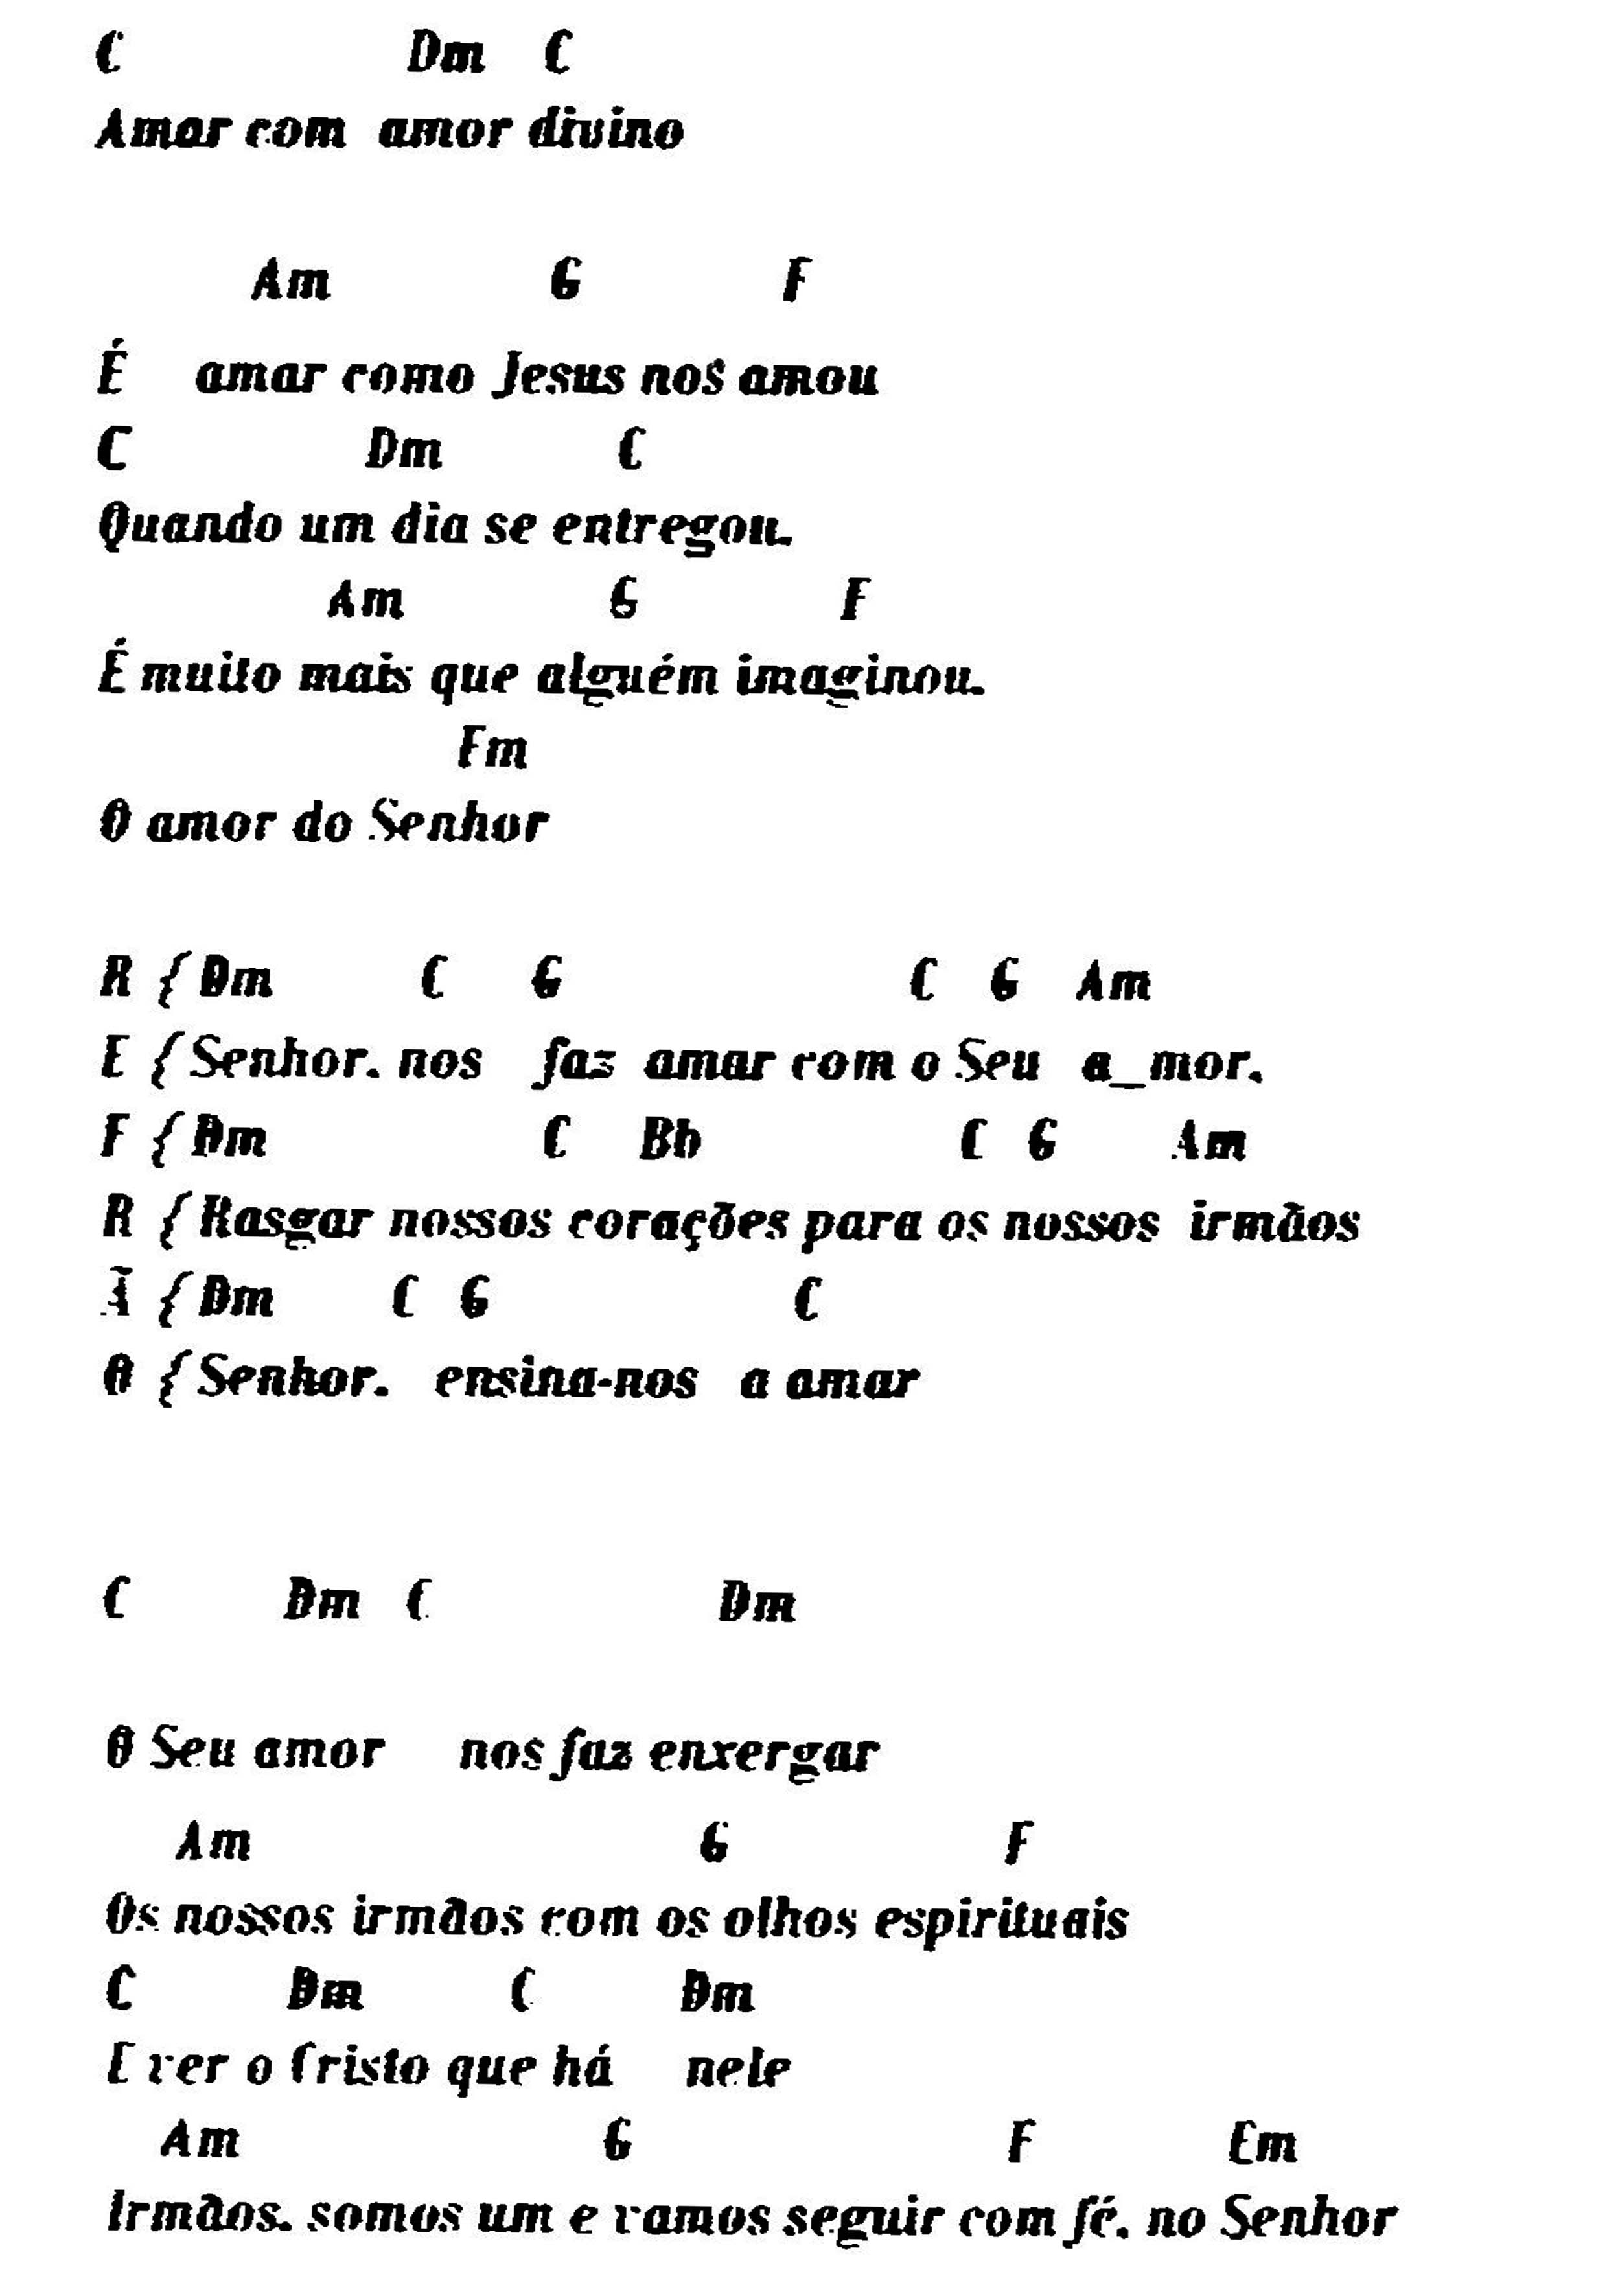 C Dm C
Amar com amor divino
Am G F
É amar como Jesus nos amou
C Dm C
Quando um dia se entregou.
Am G F
É muito mais que alguém imaginou.
Fm
O amor do Senhor
R { Dm C G C G Am
E { Senhor, nos faz amar com o Seu a_mor.
F { Dm C Bb C G Am
R { Rasgar nossos corações para os nossos irmãos
Ã { Dm C G C
O { Senhor, ensina-nos a amar
C Dm C Dm
O Seu amor nos faz enxergar
Am G F
Os nossos irmãos com os olhos espirituais
C Dm C Dm
E ver o Cristo que há nele
Am G F Em
Irmãos, somos um e vamos seguir com fé, no Senhor